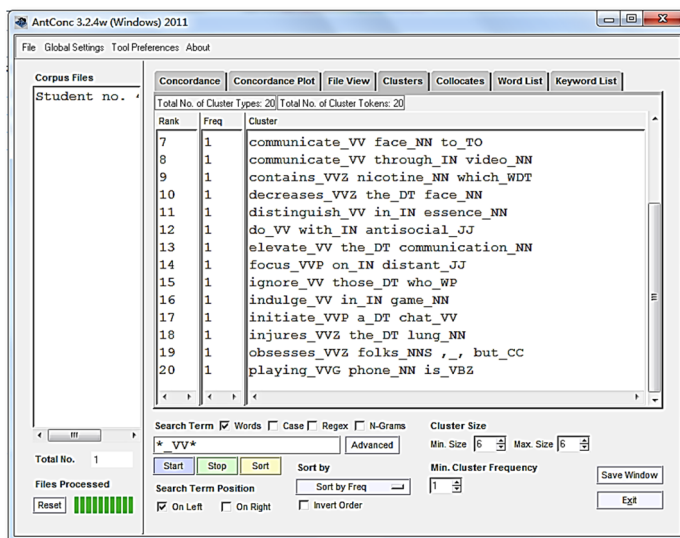 AntConc 3.2.4w (Windows) 2011
File Global Settings Tool Preferences About
Corpus Files
Student no.
Concordance Concordance Plot File View Clusters Collocates Word List Keyword List
Total No. of Cluster Types: 20 Total No. of Cluster Tokens: 20
Rank Freq Cluster
7 1 communicate_VV face_NN to_TO
8 1 communicate_VV through_IN video_NN
9 1 contains_VVZ nicotine_NN which_WDT
10 1 decreases_VVZ the_DT face_NN
11 1 distinguish_VV in_IN essence_NN
12 1 do_VV with_IN antisocial_JJ
13 1 elevate_VV the_DT communication_NN
14 1 focus_VVP on_IN distant_JJ
15 1 ignore_VV those_DT who_WP
16 1 indulge_VV in_IN game_NN
17 1 initiate_VVP a_DT chat_VV
18 1 injures_VVZ the_DT lung_NN
19 1 obsesses_VVZ folks_NNS ,_, but_CC
20 1 playing_VVG phone_NN is_VBZ
Search Term Words Case Regex N-Grams
*_VV* Advanced
Start Stop Sort
Search Term Position
On Left On Right
Sort by
Sort by Freq
Invert Order
Cluster Size
Min. Size 6 Max. Size 6
Min. Cluster Frequency
1
Total No. 1
Files Processed
Reset
Save Window
Exit